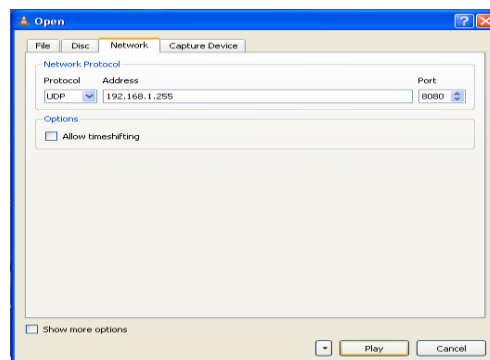 Open
File Disc Network Capture Device
Network Protocol
Protocol Address Port
UDP 192.168.1.255 8080
Options
Allow timeshifting
Show more options
Play Cancel